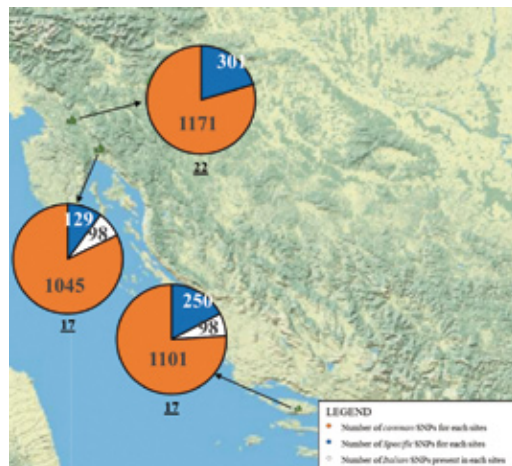 301
1171
22
129
98
1045
17
250
98
1101
17
LEGEND
Number of common SNPs for each sites
Number of Specific SNPs for each sites
Number of Italian SNPs present in each sites